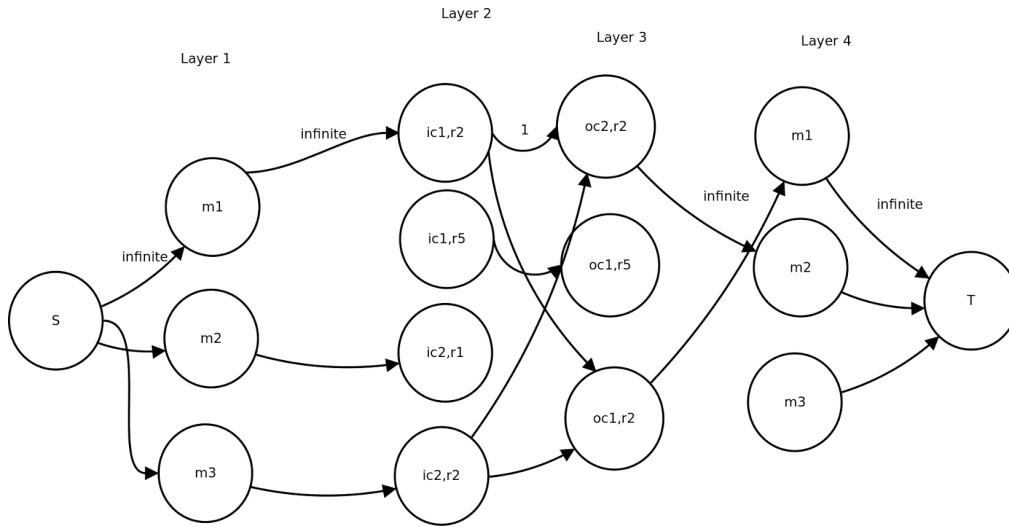 Layer 1
Layer 2
Layer 3
Layer 4
S
infinite
m1
m2
m3
infinite
ic1,r2
ic1,r5
ic2,r1
ic2,r2
1
oc2,r2
oc1,r5
oc1,r2
infinite
m1
m2
m3
infinite
T